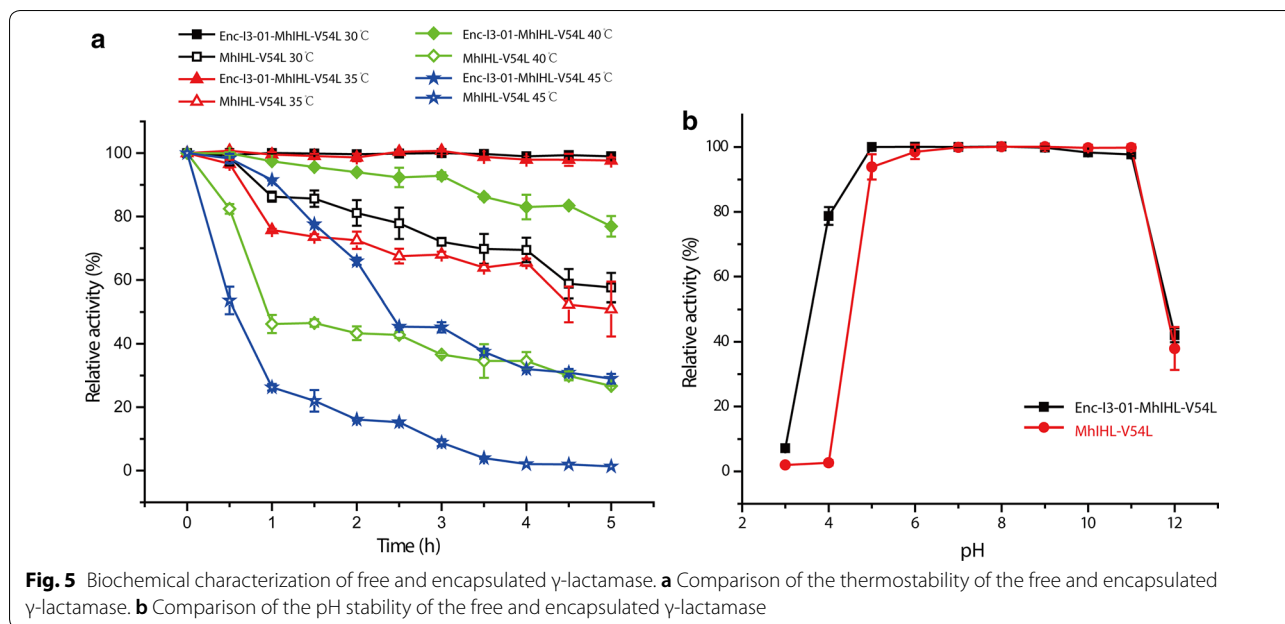 a
Enc-I3-01-MhIHL-V54L 30℃
MhIHL-V54L 30℃
Enc-I3-01-MhIHL-V54L 35℃
MhIHL-V54L 35℃
Enc-I3-01-MhIHL-V54L 40℃
MhIHL-V54L 40℃
Enc-I3-01-MhIHL-V54L 45℃
MhIHL-V54L 45℃
Relative activity (%)
100
80
60
40
20
0
0 1 2 3 4 5
Time (h)
b
Relative activity (%)
100
80
60
40
20
0
Enc-I3-01-MhIHL-V54L
MhIHL-V54L
2 4 6 8 10 12
pH
Fig. 5 Biochemical characterization of free and encapsulated γ-lactamase. a Comparison of the thermostability of the free and encapsulated
γ-lactamase. b Comparison of the pH stability of the free and encapsulated γ-lactamase